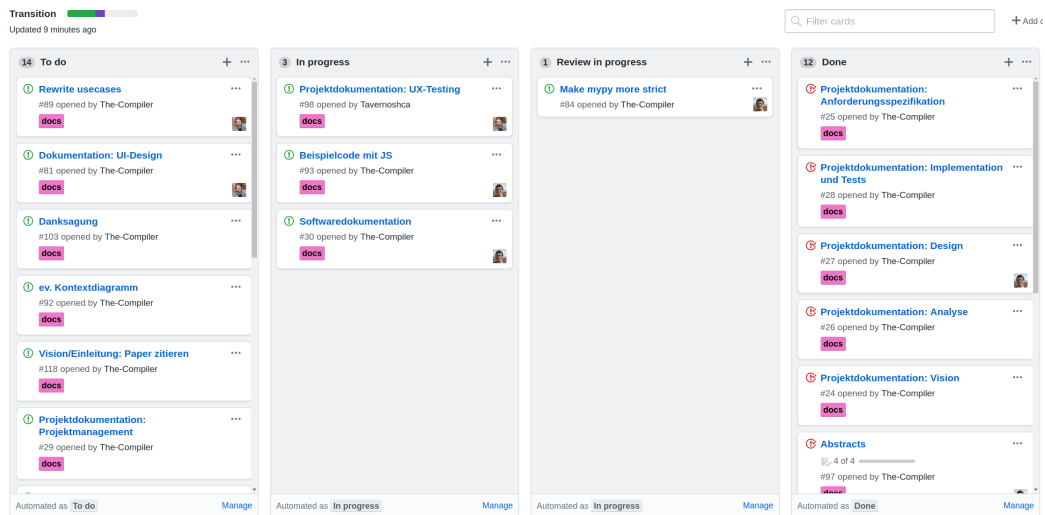 Transition
Updated 9 minutes ago
Filter cards
+ Add c
14 To do
Rewrite usecases
#89 opened by The-Compiler
docs
Dokumentation: UI-Design
#81 opened by The-Compiler
docs
Danksagung
#103 opened by The-Compiler
docs
ev. Kontextdiagramm
#92 opened by The-Compiler
docs
Vision/Einleitung: Paper zitieren
#118 opened by The-Compiler
docs
Projektdokumentation:
Projektmanagement
#29 opened by The-Compiler
docs
Automated as To do Manage
3 In progress
Projektdokumentation: UX-Testing
#98 opened by Tavernoshca
docs
Beispielcode mit JS
#93 opened by The-Compiler
docs
Softwaredokumentation
#30 opened by The-Compiler
docs
Automated as In progress Manage
1 Review in progress
Make mypy more strict
#84 opened by The-Compiler
Automated as In progress Manage
12 Done
Projektdokumentation:
Anforderungsspezifikation
#25 opened by The-Compiler
docs
Projektdokumentation: Implementation
und Tests
#28 opened by The-Compiler
docs
Projektdokumentation: Design
#27 opened by The-Compiler
docs
Projektdokumentation: Analyse
#26 opened by The-Compiler
docs
Projektdokumentation: Vision
#24 opened by The-Compiler
docs
Abstracts
4 of 4
#97 opened by The-Compiler
docs
Automated as Done Manage